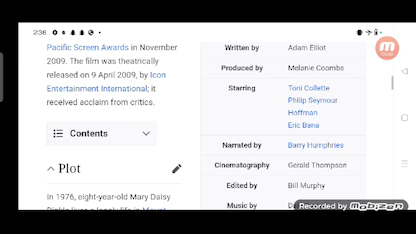 2:36
Pacific Screen Awards in November
2009. The film was theatrically
released on 9 April 2009, by Icon
Entertainment International; it
received acclaim from critics.
Contents
Plot
In 1976, eight-year-old Mary Daisy
Written by Adam Elliot
Produced by Melanie Coombs
Starring Toni Collette
Philip Seymour
Hoffman
Eric Bana
Narrated by Barry Humphries
Cinematography Gerald Thompson
Edited by Bill Murphy
Music by
Recorded by Mobizen